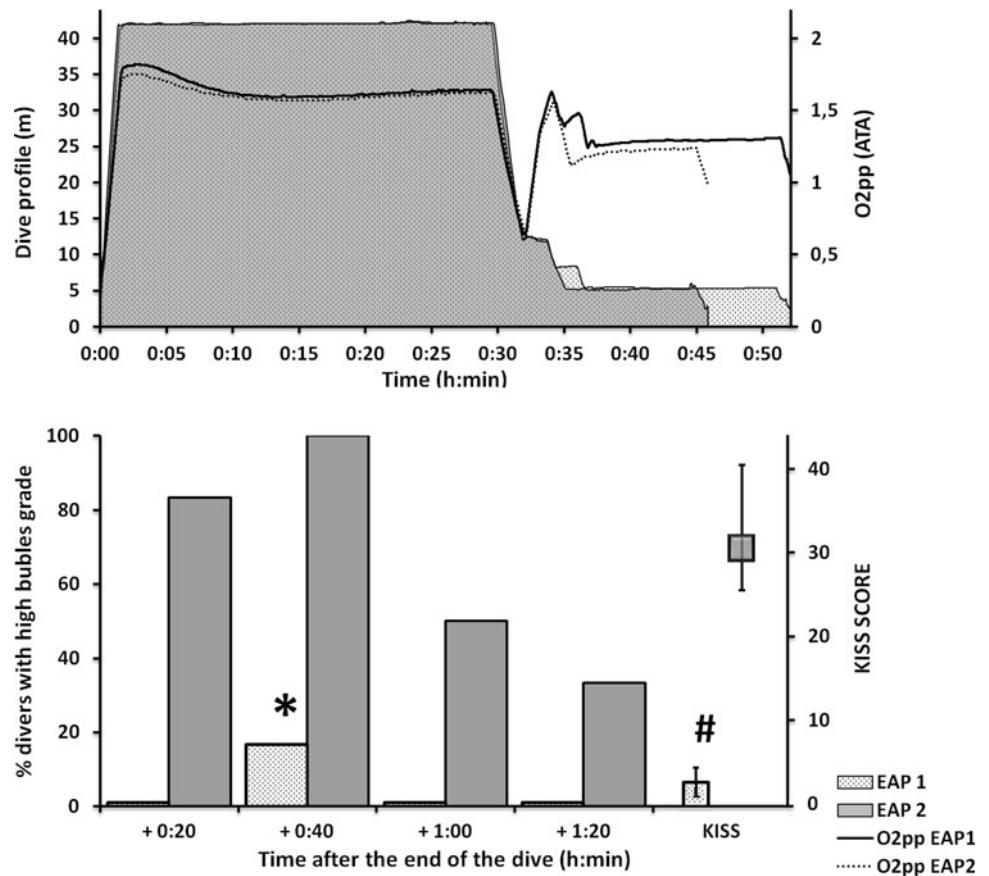 Dive profile (m)
40
35
30
25
20
15
10
5
0
2
1,5
1
0,5
0
O2pp (ATA)
0:00 0:05 0:10 0:15 0:20 0:25 0:30 0:35 0:40 0:45 0:50
Time (h:min)
% divers with high bubbles grade
100
80
60
40
20
0
*
#
40
30
20
10
0
KISS SCORE
+ 0:20 + 0:40 + 1:00 + 1:20 KISS
Time after the end of the dive (h:min)
EAP 1
EAP 2
O2pp EAP1
O2pp EAP2